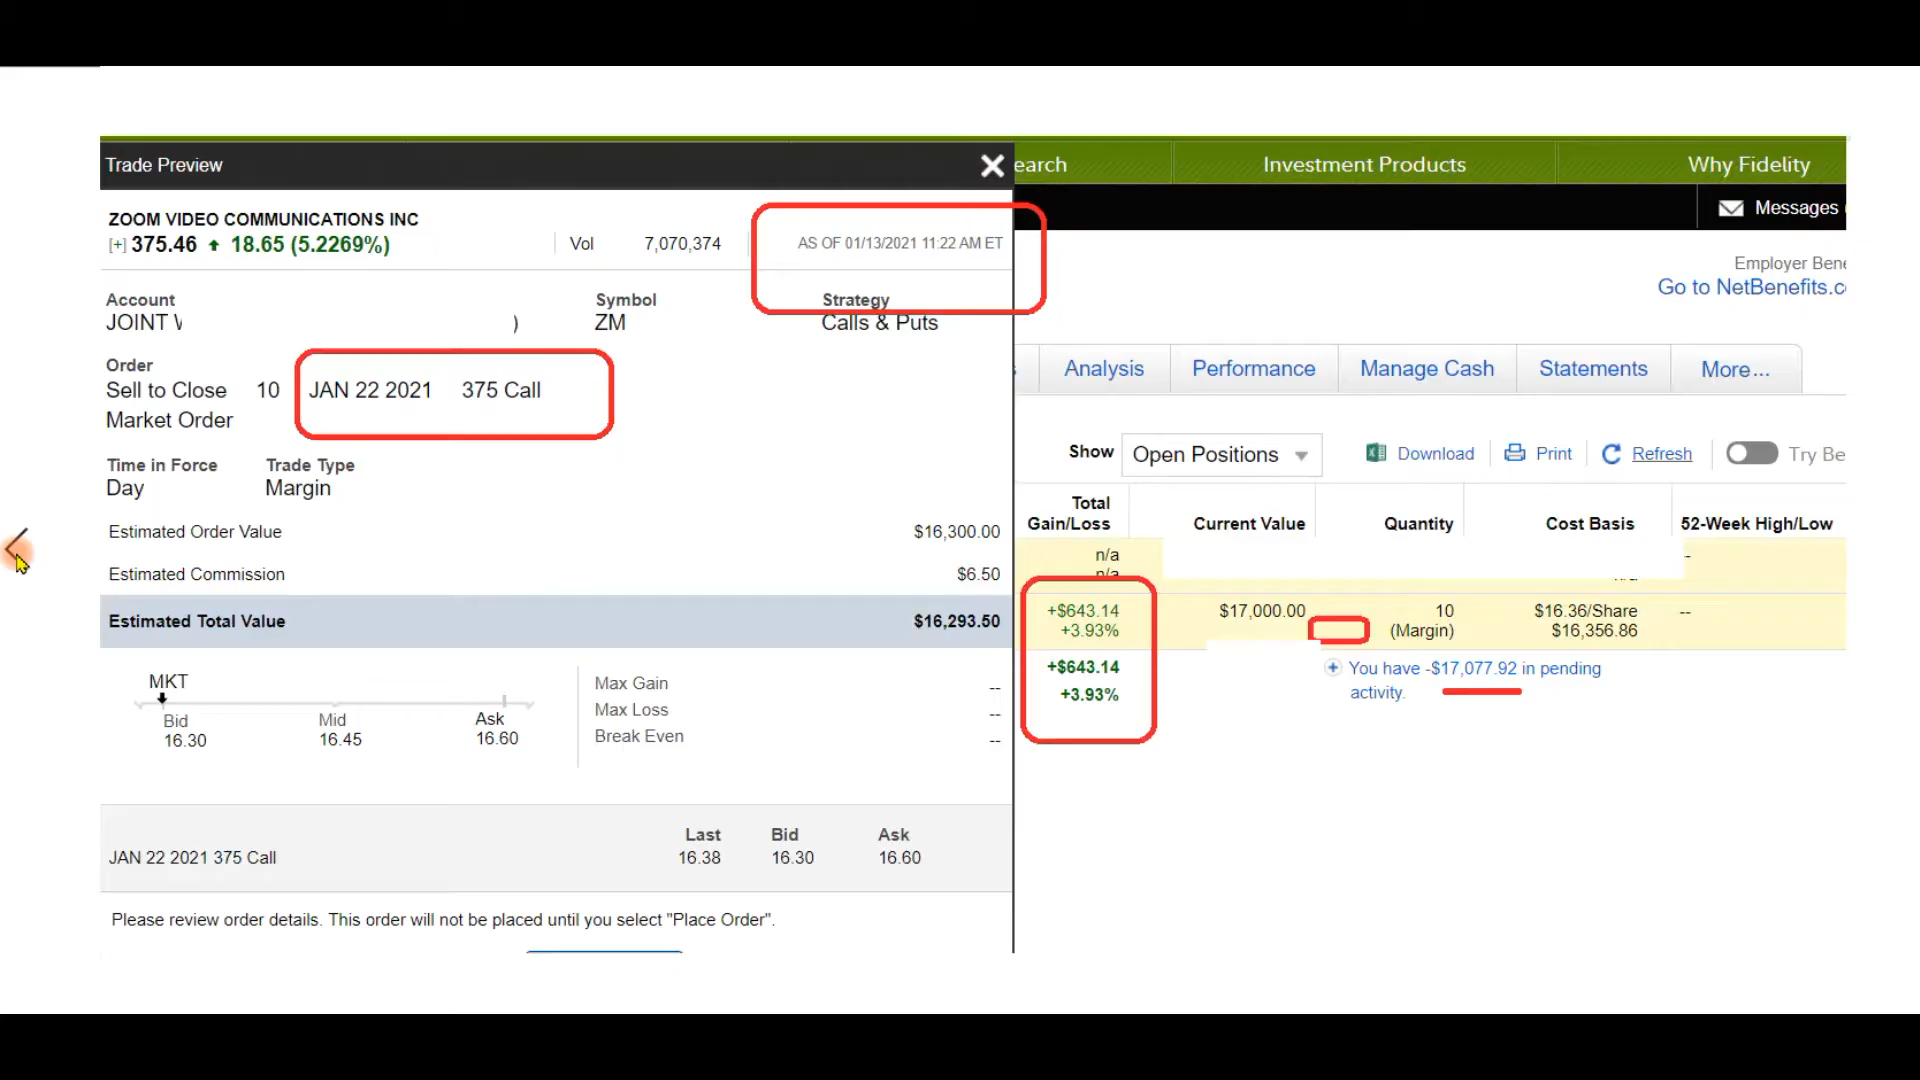 Trade Preview
earch
Investment Products
Why Fidelity
Messages
ZOOM VIDEO COMMUNICATIONS INC
[+] 375.46 18.65 (5.2269%)
Vol 7,070,374
AS OF 01/13/2021 11:22 AM ET
Employer Bene
Go to NetBenefits.c
Account
JOINT
)
Symbol
ZM
Strategy
Calls & Puts
Order
Sell to Close 10 JAN 22 2021 375 Call
Market Order
Time in Force
Day
Trade Type
Margin
Estimated Order Value $16,300.00
Estimated Commission $6.50
Estimated Total Value $16,293.50
MKT
Bid
16.30
Mid
16.45
Ask
16.60
Max Gain --
Max Loss --
Break Even --
Last Bid Ask
JAN 22 2021 375 Call 16.38 16.30 16.60
Please review order details. This order will not be placed until you select "Place Order".
Analysis
Performance
Manage Cash
Statements
More...
Show Open Positions
Download
Print
Refresh
Try Be
Total
Gain/Loss
Current Value
Quantity
Cost Basis
52-Week High/Low
n/a --
n/a
+$643.14 $17,000.00 10 $16.36/Share --
+3.93% (Margin) $16,356.86
+$643.14
+3.93%
You have -$17,077.92 in pending
activity.